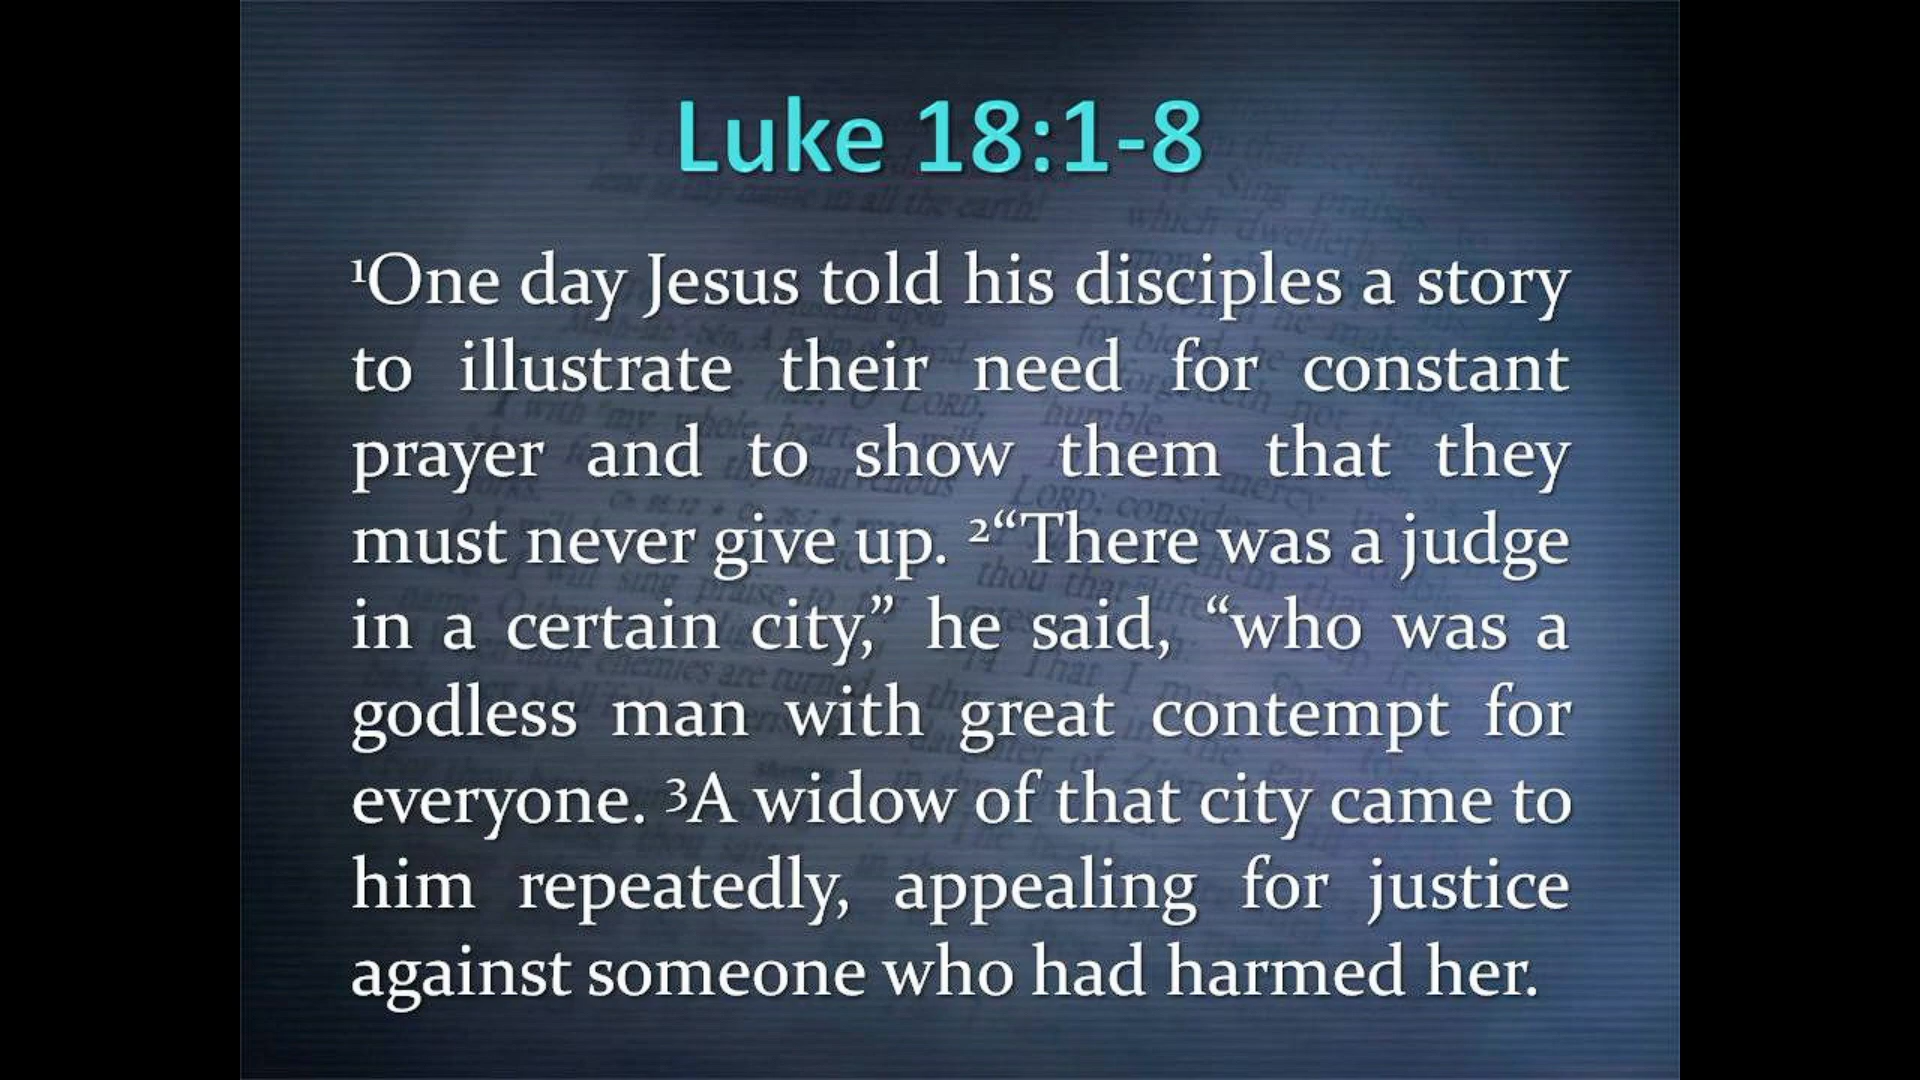 Luke 18:1-8
¹One day Jesus told his disciples a story
to illustrate their need for constant
prayer and to show them that they
must never give up. ²“There was a judge
in a certain city,” he said, “who was a
godless man with great contempt for
everyone. ³A widow of that city came to
him repeatedly, appealing for justice
against someone who had harmed her.